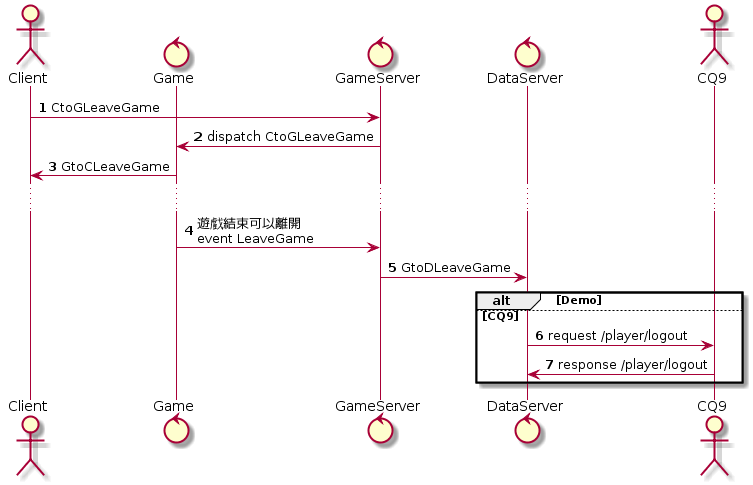 Client Game GameServer DataServer CQ9
1 CtoGLeaveGame
2 dispatch CtoGLeaveGame
3 GtoCLeaveGame
4 遊戲結束可以離開
event LeaveGame
5 GtoDLeaveGame
alt [Demo]
[CQ9]
6 request /player/logout
7 response /player/logout
Client Game GameServer DataServer CQ9